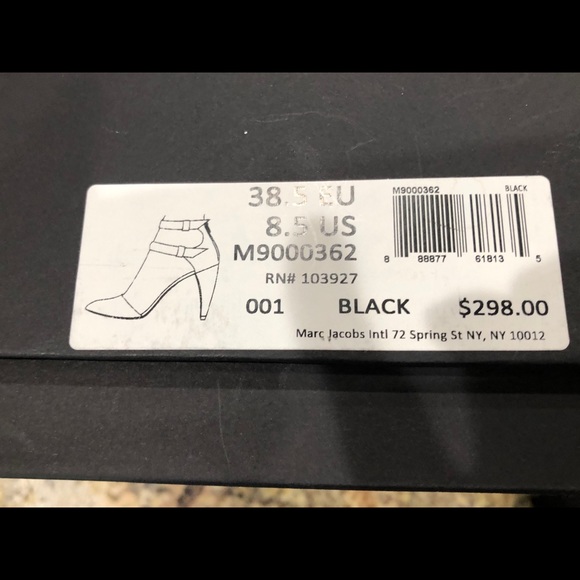 38.5 EU
8.5 US
M9000362
RN# 103927
001 BLACK $298.00
Marc Jacobs Intl 72 Spring St NY, NY 10012
M9000362 BLACK
8 88877 61813 5